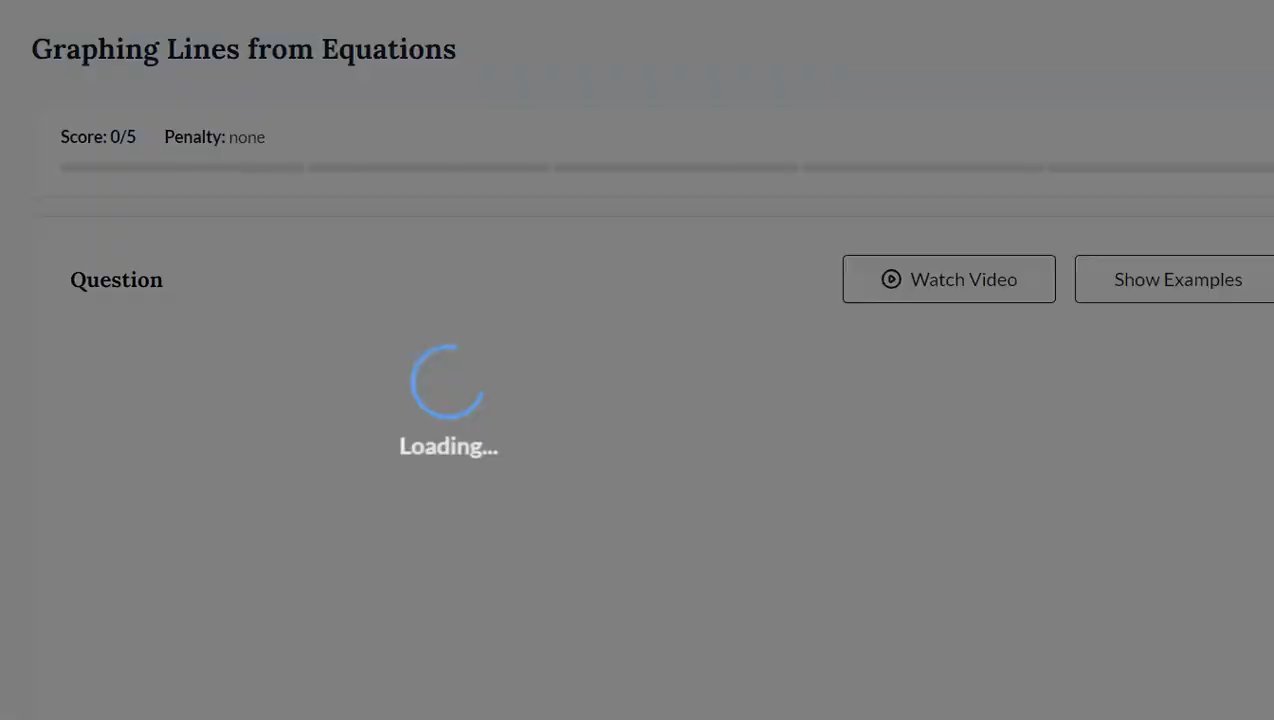 Graphing Lines from Equations
Score: 0/5 Penalty: none
Question
Watch Video
Show Examples
Loading...